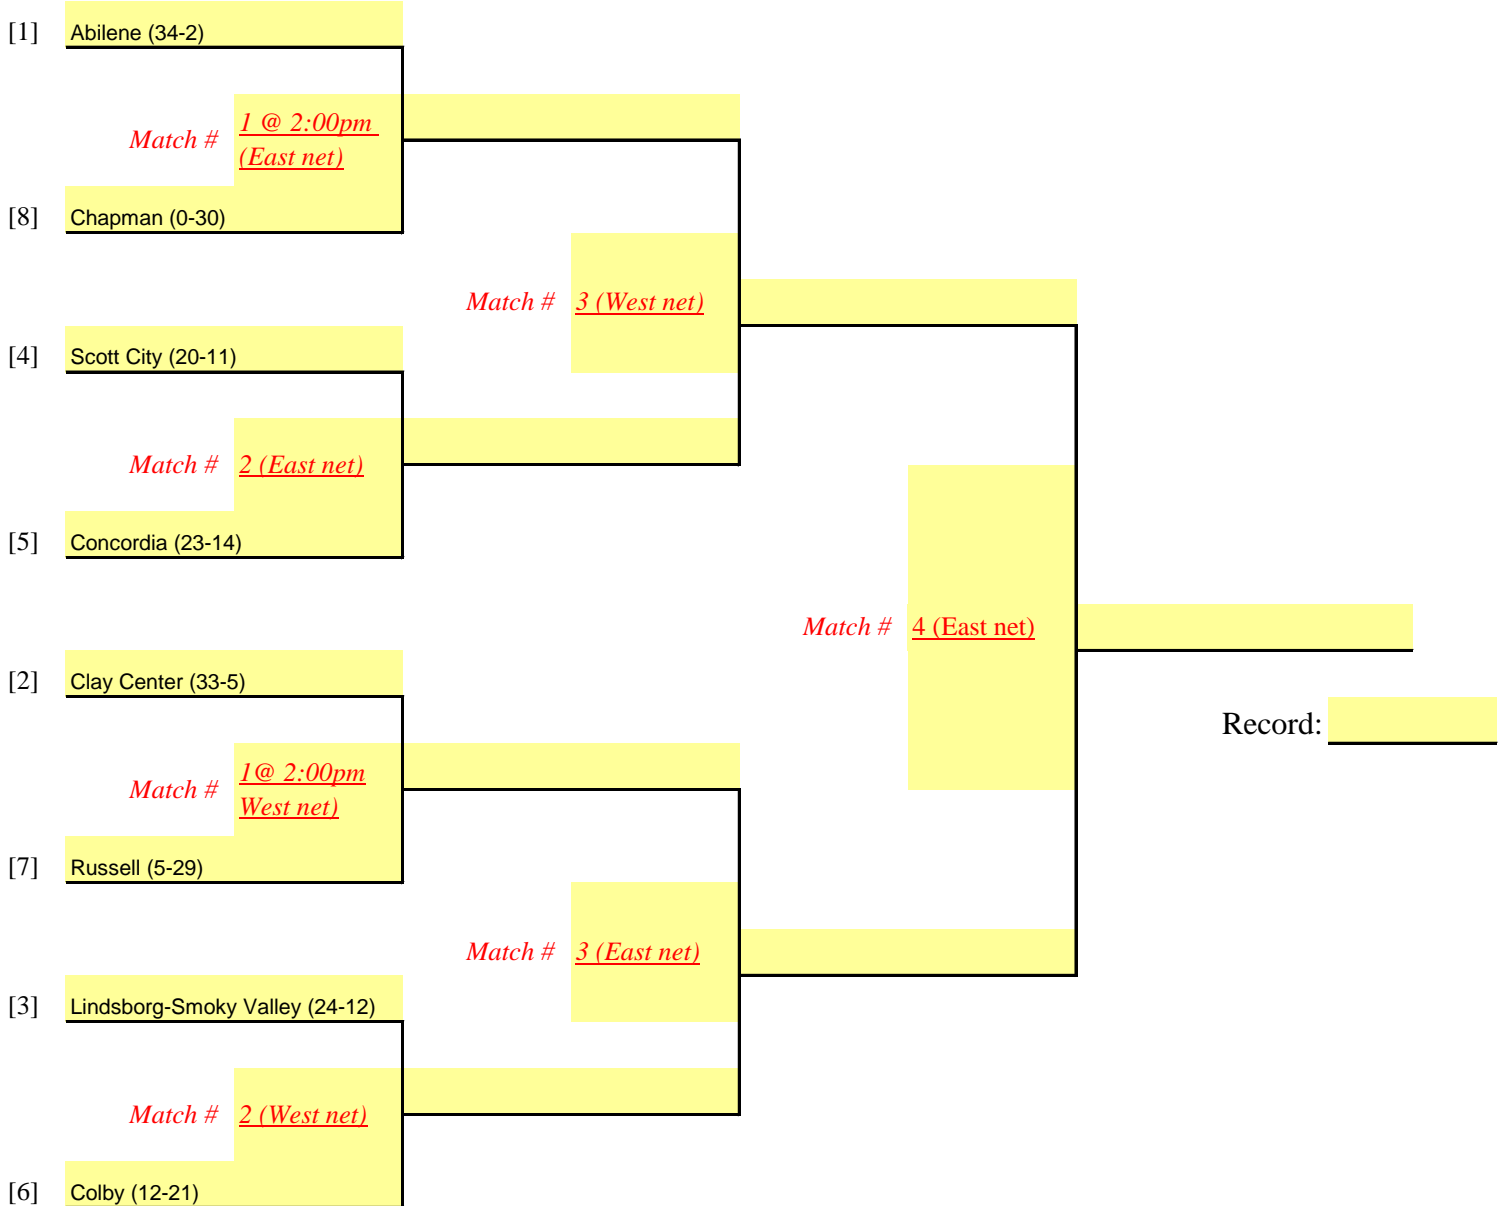 [1] Abilene (34-2)
Match # 1 @ 2:00pm
(East net)
[8] Chapman (0-30)
Match # 3 (West net)
[4] Scott City (20-11)
Match # 2 (East net)
[5] Concordia (23-14)
Match # 4 (East net)
[2] Clay Center (33-5)
Record:
Match # 1@ 2:00pm
West net)
[7] Russell (5-29)
Match # 3 (East net)
[3] Lindsborg-Smoky Valley (24-12)
Match # 2 (West net)
[6] Colby (12-21)